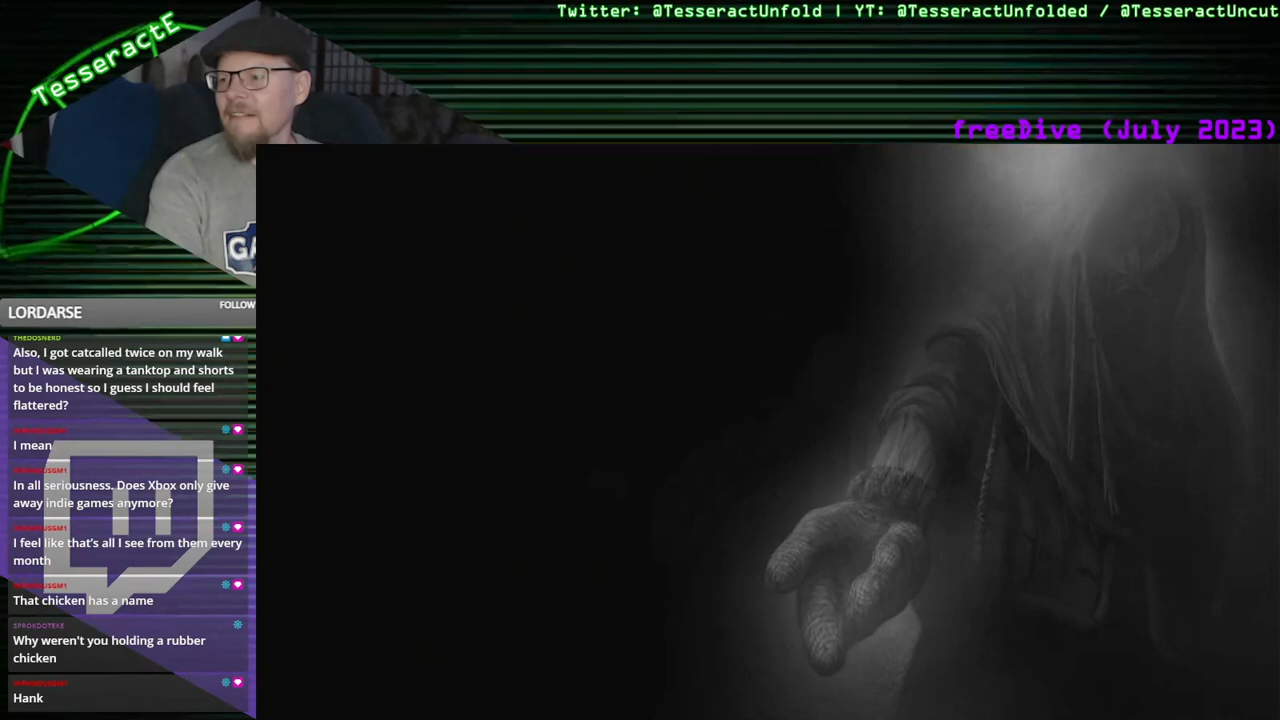 Twitter: @TesseractUnfold | YT: @TesseractUnfolded / @TesseractUncut
TesseractE
freeDive (July 2023)
GA
LORDARSE
FOLLOW
THEDOSNERD
Also, I got catcalled twice on my walk
but I was wearing a tanktop and shorts
to be honest so I guess I should feel
flattered?
I mean
In all seriousness. Does Xbox only give
away indie games anymore?
I feel like that’s all I see from them every
month
That chicken has a name
SPROKDOTEXE
Why weren't you holding a rubber
chicken
Hank